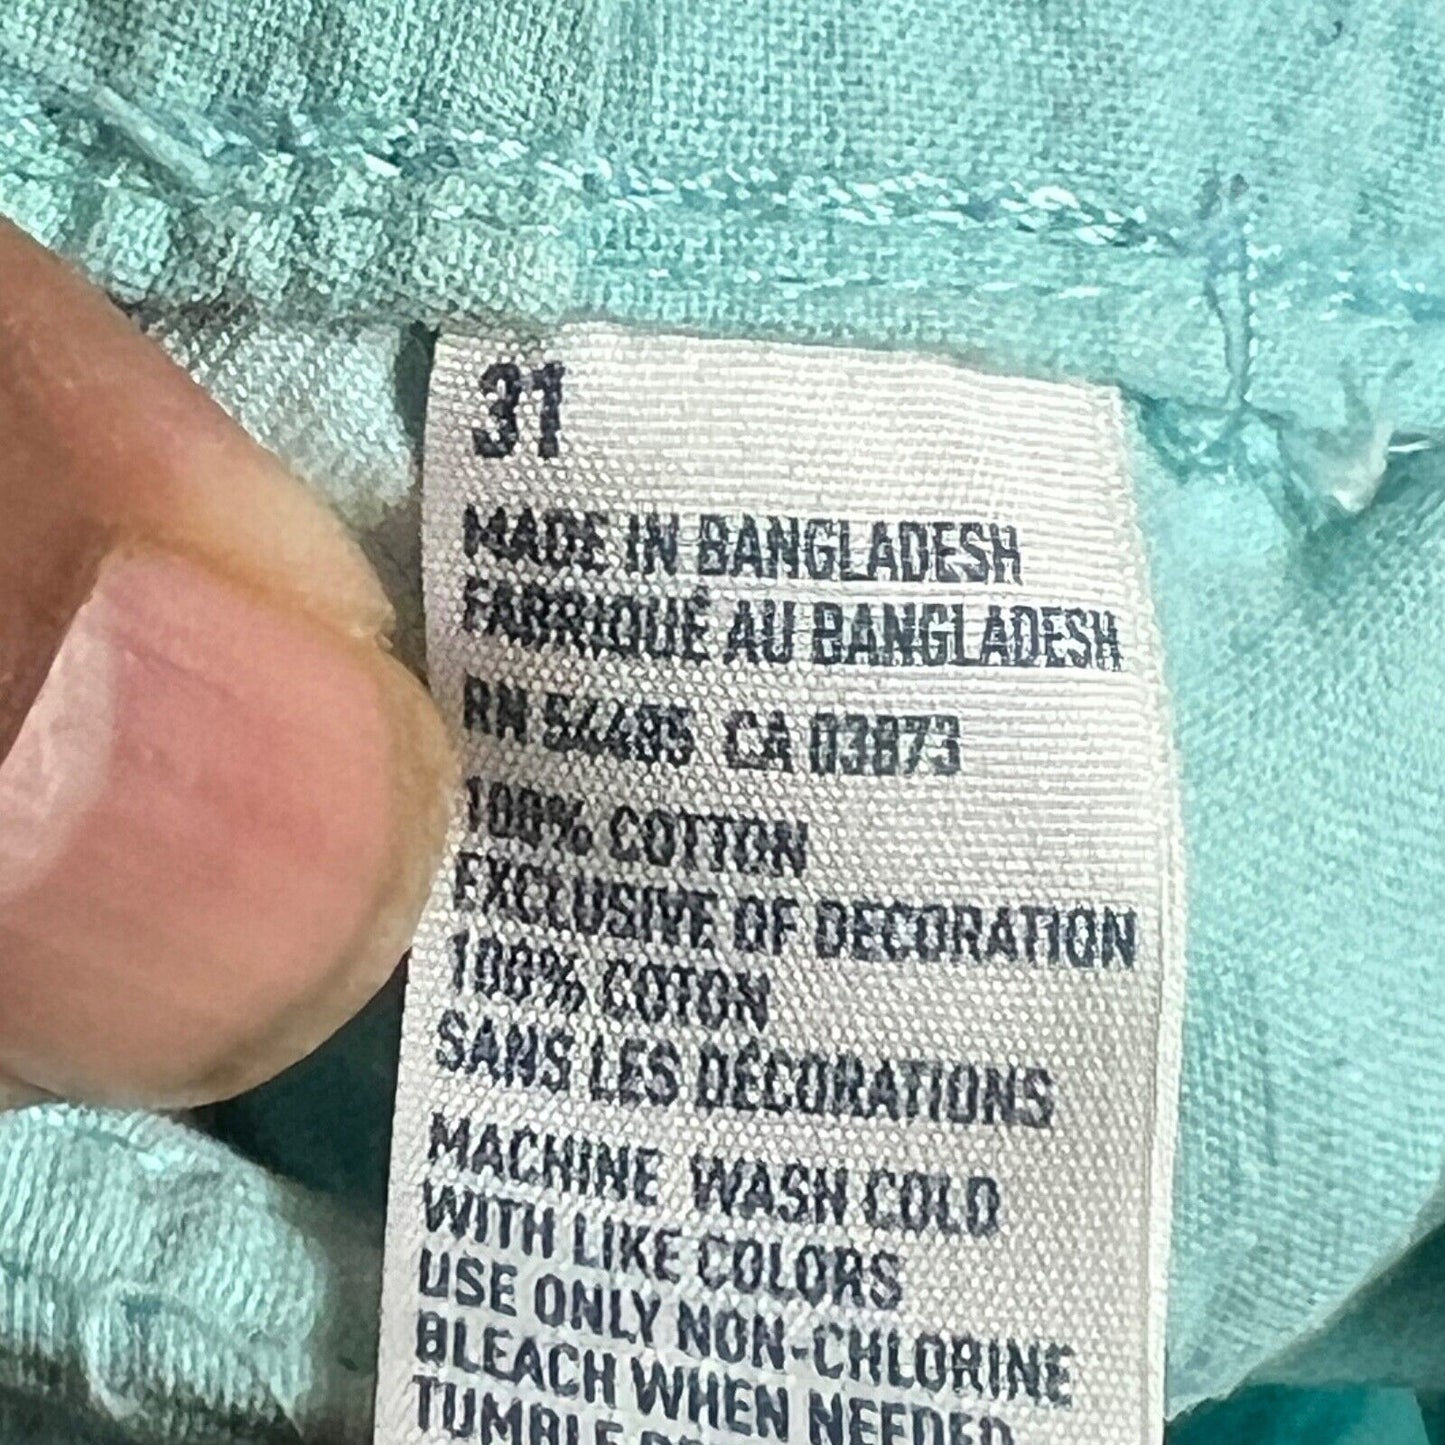 31
MADE IN BANGLADESH
FABRIQUÉ AU BANGLADESH
RN 54485 CA 03873
100% COTTON
EXCLUSIVE OF DECORATION
100% COTON
SANS LES DÉCORATIONS
MACHINE WASH COLD
WITH LIKE COLORS
USE ONLY NON-CHLORINE
BLEACH WHEN NEEDED
TUMBLE